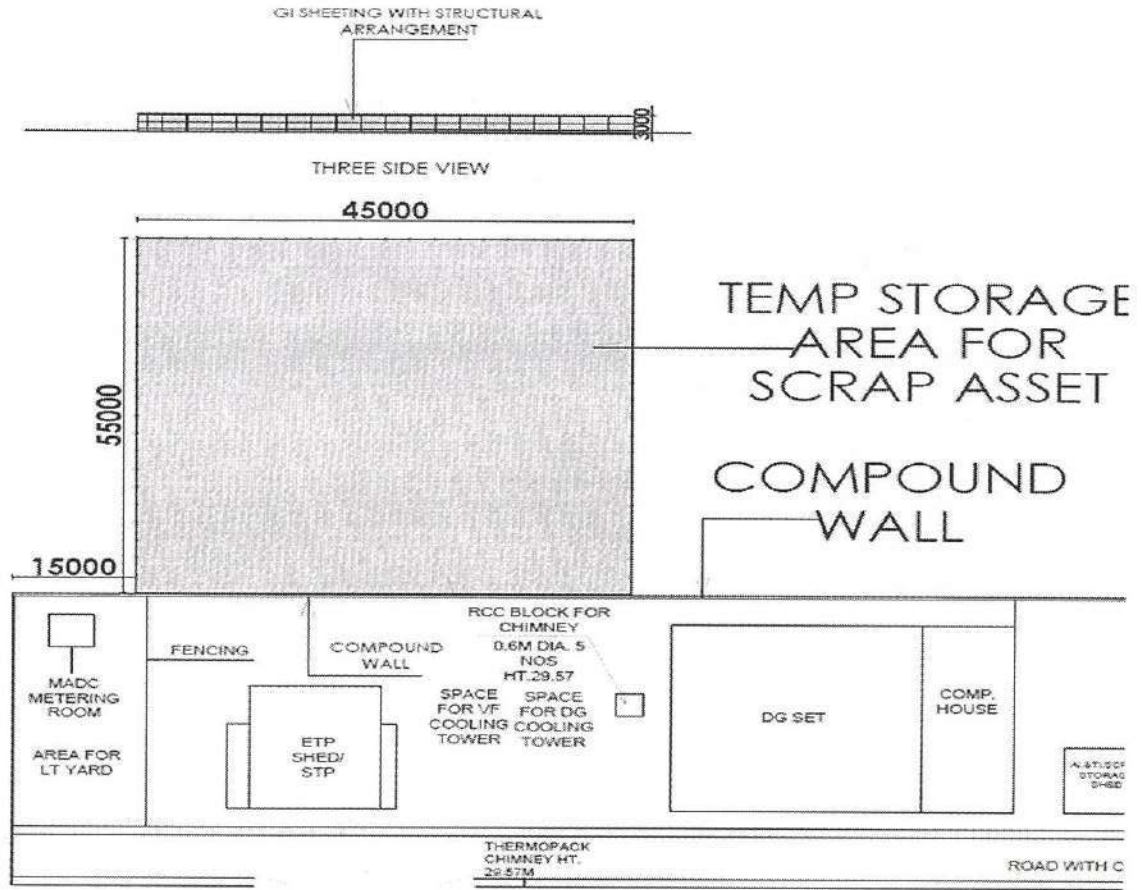 GI SHEETING WITH STRUCTURAL
ARRANGEMENT
3000
THREE SIDE VIEW
45000
55000
TEMP STORAGE
AREA FOR
SCRAP ASSET
COMPOUND
WALL
15000
RCC BLOCK FOR
CHIMNEY
0.6M DIA. 5
NOS
HT.29.57
FENCING
COMPOUND
WALL
MADC
METERING
ROOM
AREA FOR
LT YARD
ETP
SHED/
STP
SPACE
FOR VF
COOLING
TOWER
SPACE
FOR DG
COOLING
TOWER
DG SET
COMP.
HOUSE
STORAG
SHED
THERMOPACK
CHIMNEY HT.
29.57M
ROAD WITH C